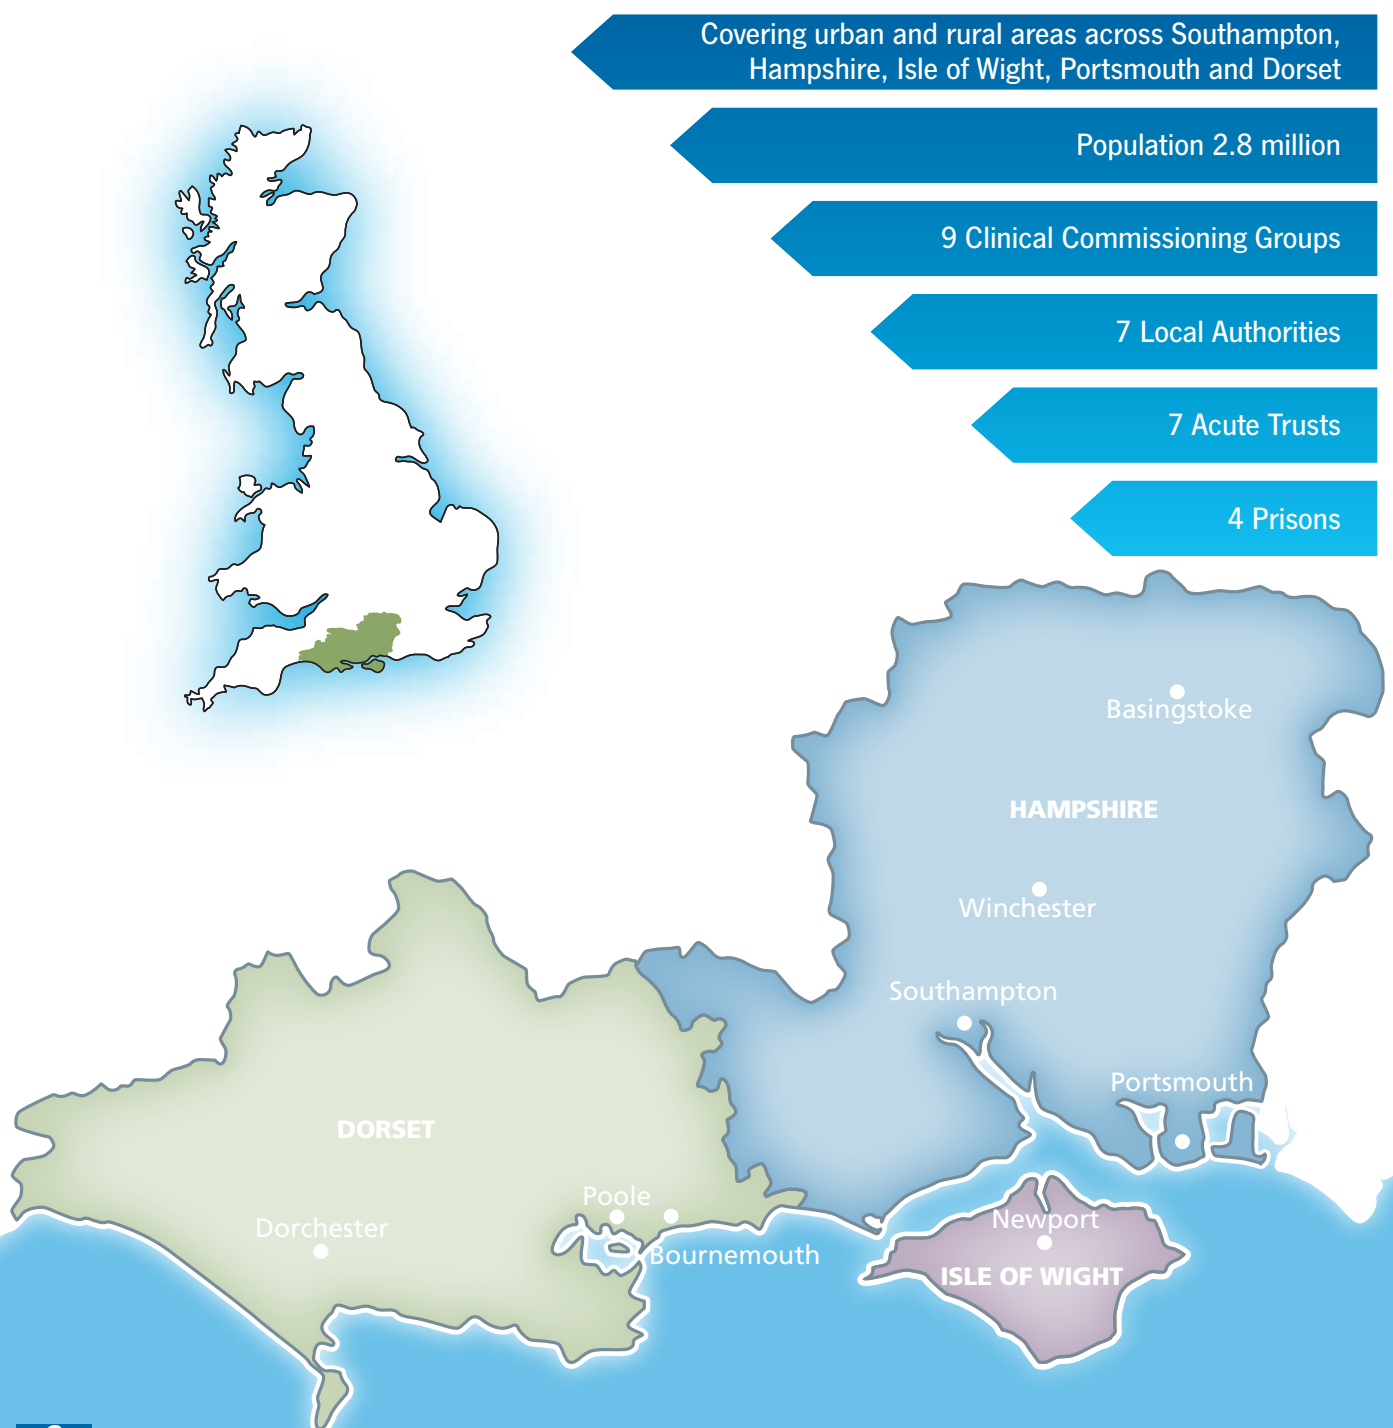 Covering urban and rural areas across Southampton,
Hampshire, Isle of Wight, Portsmouth and Dorset
Population 2.8 million
9 Clinical Commissioning Groups
7 Local Authorities
7 Acute Trusts
4 Prisons
Basingstoke
HAMPSHIRE
Winchester
Southampton
Portsmouth
DORSET
Poole
Dorchester
Newport
Bournemouth
ISLE OF WIGHT